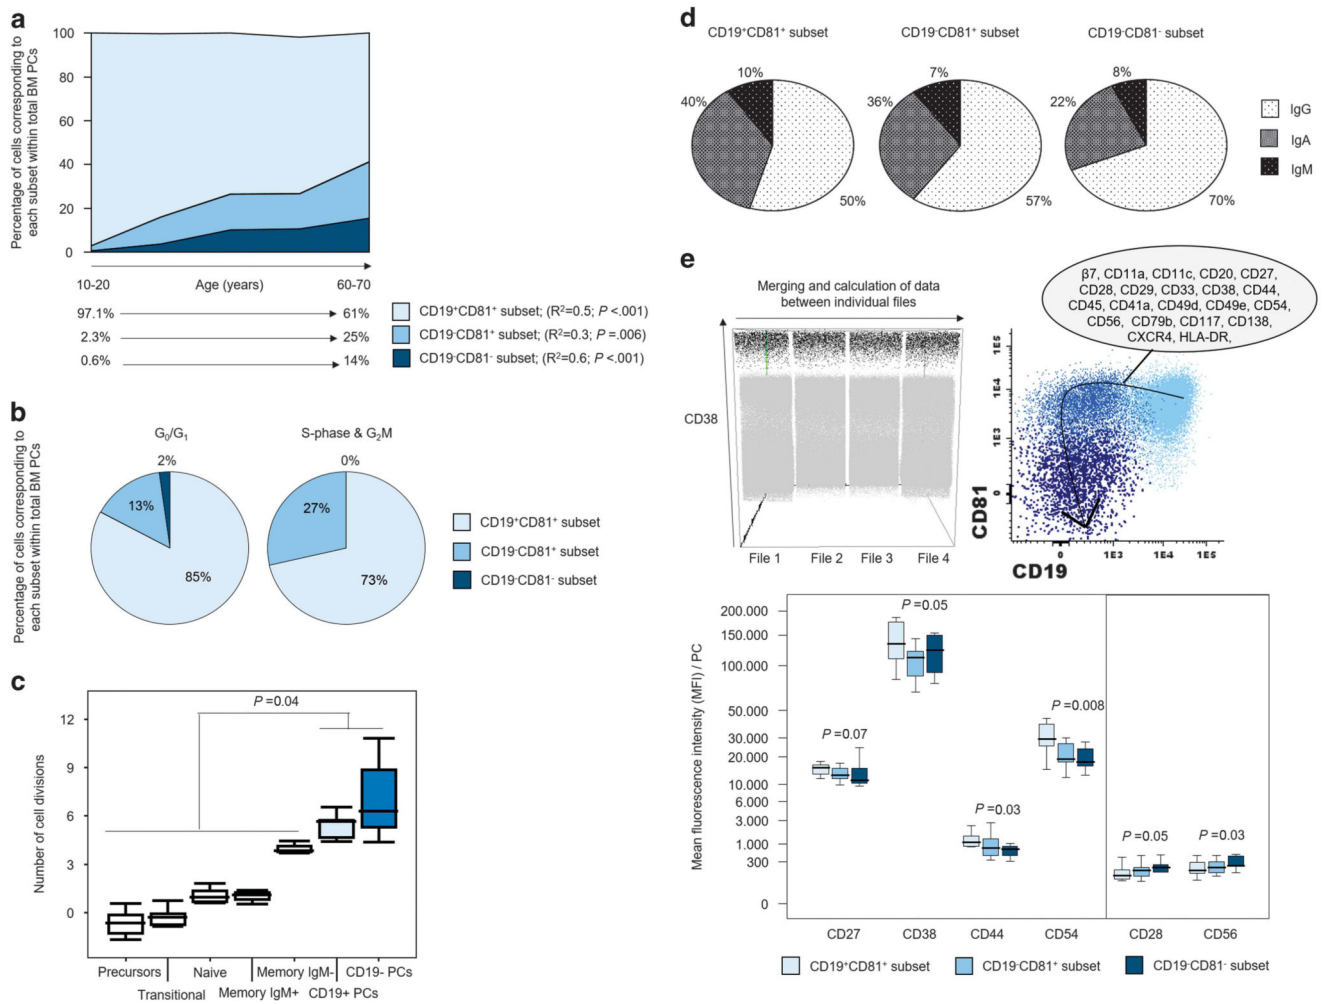 a
Percentage of cells corresponding to
each subset within total BM PCs
100
80
60
40
20
0
10-20
Age (years)
60-70
97.1%
61%
2.3%
25%
0.6%
14%
CD19⁺CD81⁺ subset; (R²=0.5; P <.001)
CD19⁻CD81⁺ subset; (R²=0.3; P =.006)
CD19⁻CD81⁻ subset; (R²=0.6; P <.001)
b
Percentage of cells corresponding to
each subset within total BM PCs
G₀/G₁
S-phase & G₂M
2%
13%
85%
0%
27%
73%
CD19⁺CD81⁺ subset
CD19⁻CD81⁺ subset
CD19⁻CD81⁻ subset
c
Number of cell divisions
12
9
6
3
0
P =0.04
Precursors
Naive
Memory IgM-
CD19- PCs
Transitional
Memory IgM+
CD19+ PCs
d
CD19⁺CD81⁺ subset
CD19⁻CD81⁺ subset
CD19⁻CD81⁻ subset
10%
40%
50%
7%
36%
57%
8%
22%
70%
IgG
IgA
IgM
e
Merging and calculation of data
between individual files
CD38
File 1
File 2
File 3
File 4
β7, CD11a, CD11c, CD20, CD27,
CD28, CD29, CD33, CD38, CD44,
CD45, CD41a, CD49d, CD49e, CD54,
CD56, CD79b, CD117, CD138,
CXCR4, HLA-DR,
CD81
1E5
1E4
1E3
0
0
1E3
1E4
1E5
CD19
Mean fluorescence intensity (MFI) / PC
200.000
150.000
100.000
50.000
30.000
20.000
10.000
6.000
3.000
1.000
300
0
P =0.07
P =0.05
P =0.03
P =0.008
P =0.05
P =0.03
CD27
CD38
CD44
CD54
CD28
CD56
CD19⁺CD81⁺ subset
CD19⁻CD81⁺ subset
CD19⁻CD81⁻ subset